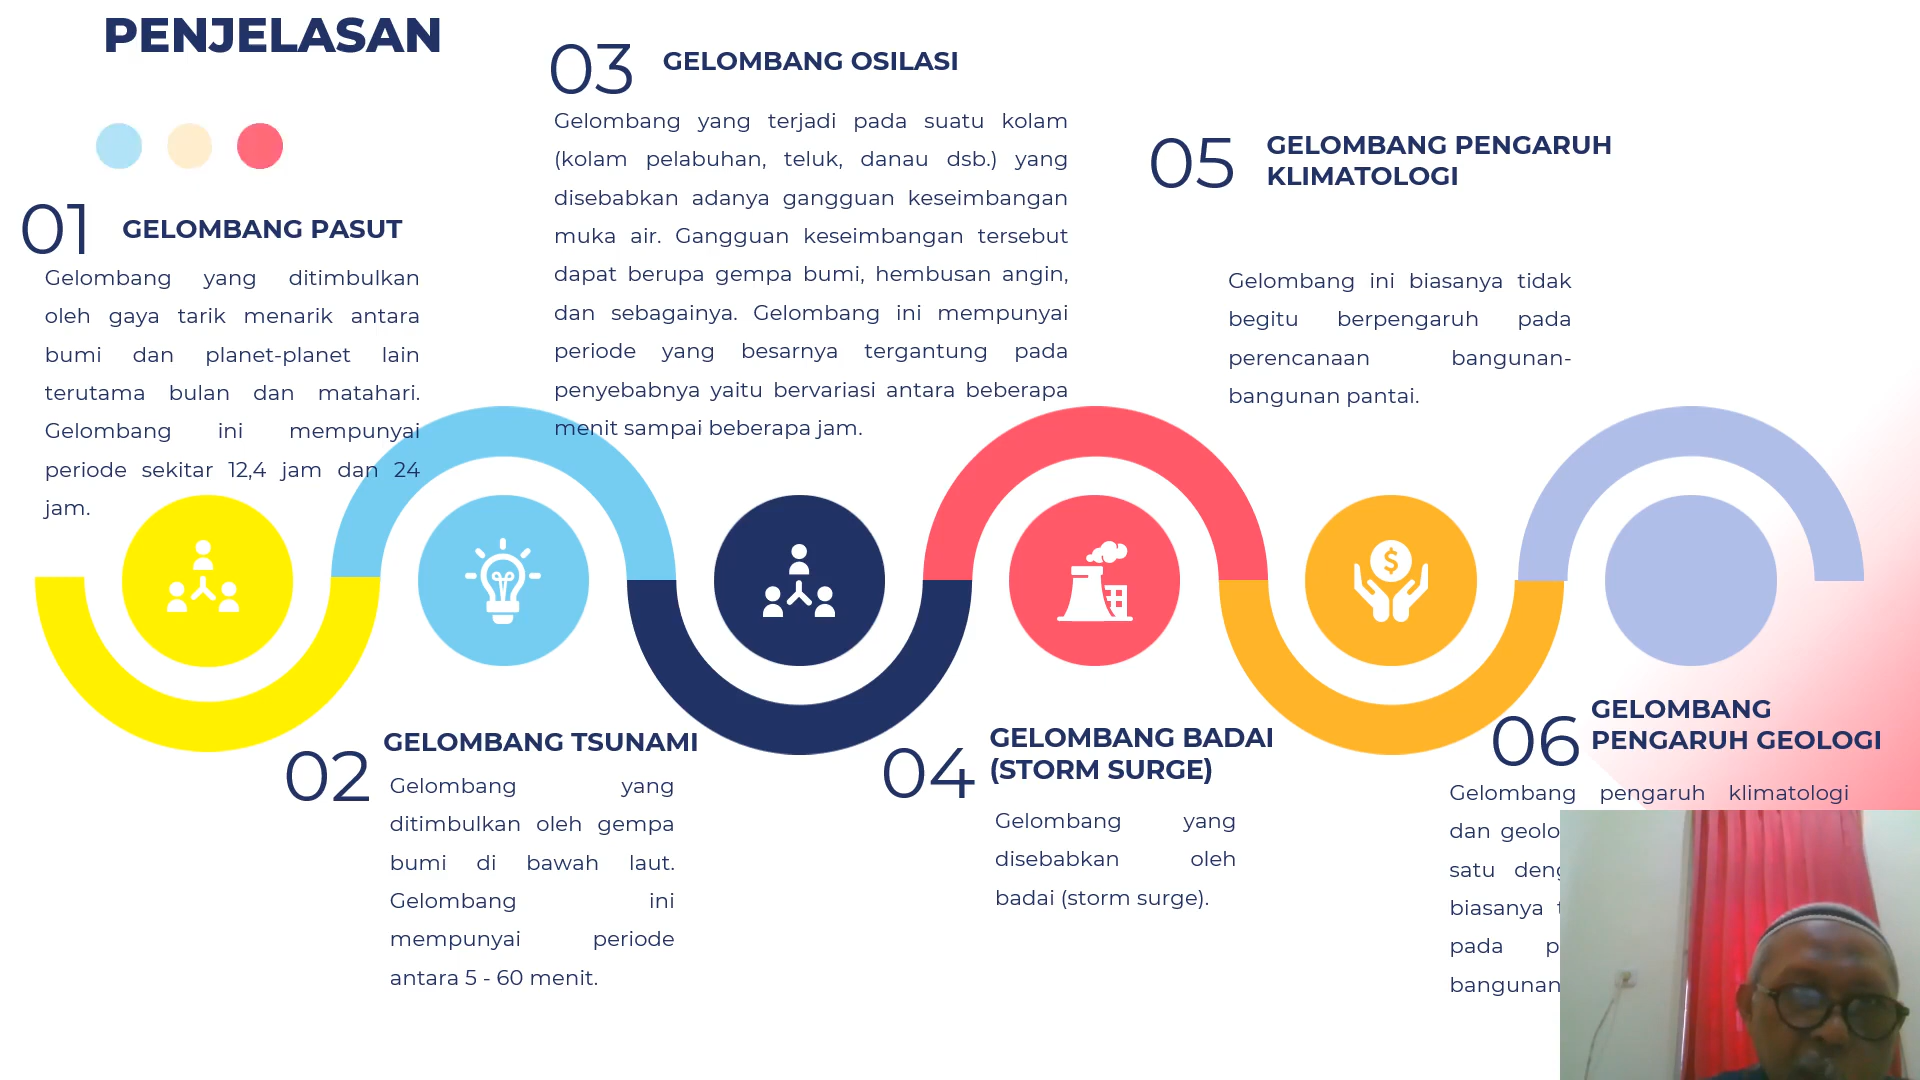 PENJELASAN
01
GELOMBANG PASUT
Gelombang yang ditimbulkan
oleh gaya tarik menarik antara
bumi dan planet-planet lain
terutama bulan dan matahari.
Gelombang ini mempunyai
periode sekitar 12,4 jam dan 24
jam.
02
GELOMBANG TSUNAMI
Gelombang yang
ditimbulkan oleh gempa
bumi di bawah laut.
Gelombang ini
mempunyai periode
antara 5 - 60 menit.
03
GELOMBANG OSILASI
Gelombang yang terjadi pada suatu kolam
(kolam pelabuhan, teluk, danau dsb.) yang
disebabkan adanya gangguan keseimbangan
muka air. Gangguan keseimbangan tersebut
dapat berupa gempa bumi, hembusan angin,
dan sebagainya. Gelombang ini mempunyai
periode yang besarnya tergantung pada
penyebabnya yaitu bervariasi antara beberapa
menit sampai beberapa jam.
04
GELOMBANG BADAI
(STORM SURGE)
Gelombang yang
disebabkan oleh
badai (storm surge).
05
GELOMBANG PENGARUH
KLIMATOLOGI
Gelombang ini biasanya tidak
begitu berpengaruh pada
perencanaan bangunan-
bangunan pantai.
06
GELOMBANG
PENGARUH GEOLOGI
Gelombang pengaruh klimatologi
dan
satu
biasanya
pada
bangunan
$